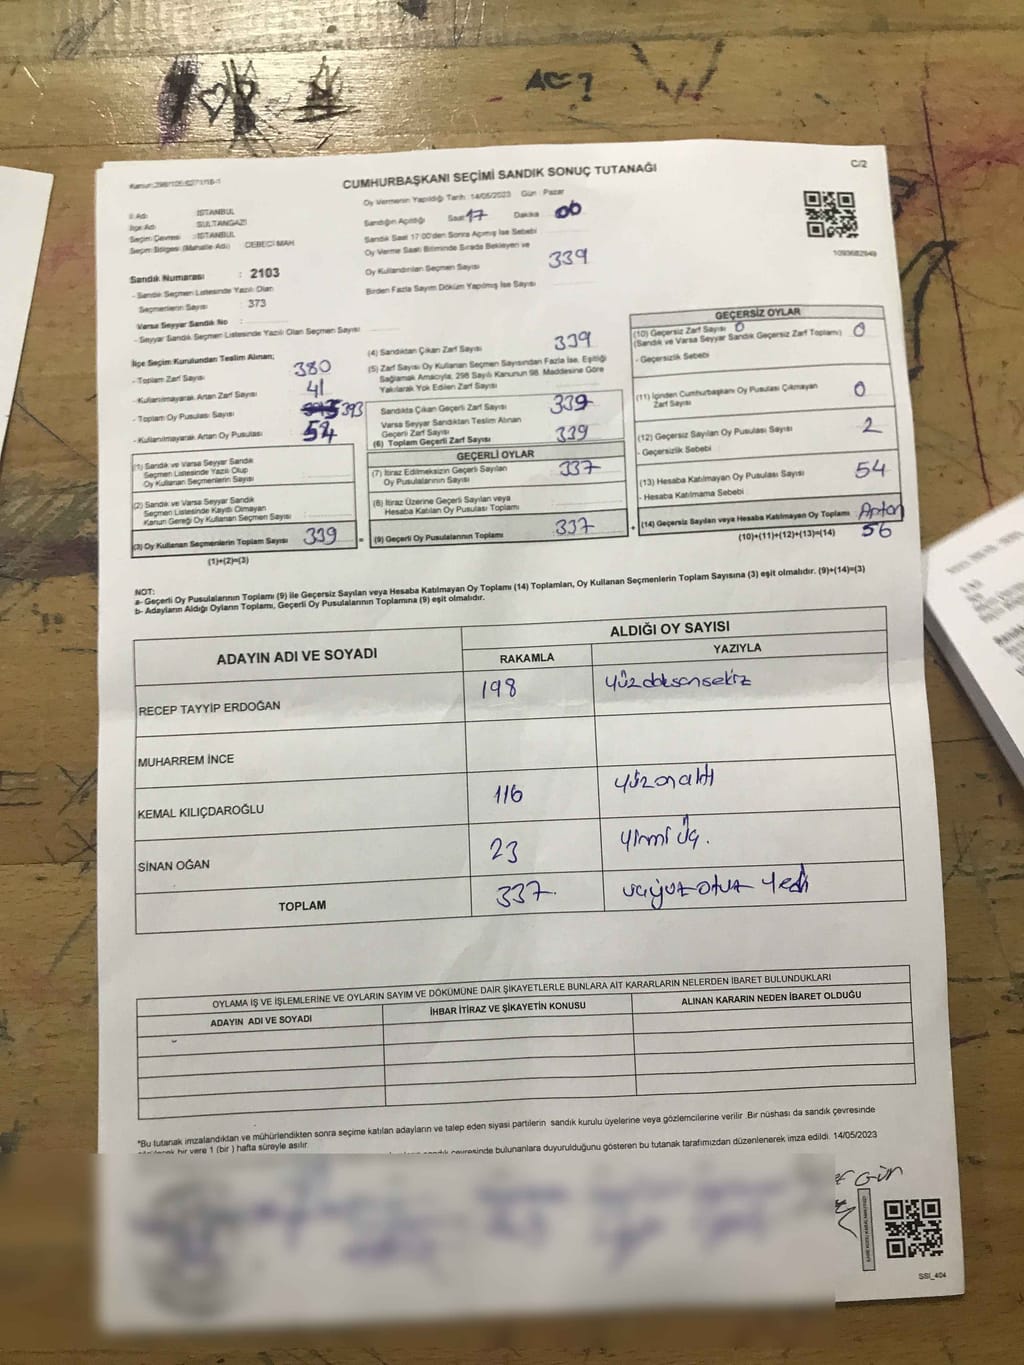 AC?
CUMHURBAŞKANI SEÇİMİ SANDIK SONUÇ TUTANAĞI
C/2
İl Adı : İSTANBUL
İlçe Adı : SULTANGAZİ
Seçim Çevresi : İSTANBUL
Seçim Bölgesi (Mahalle Adı) CEBECİ MAH
Oy Vermenin Yapıldığı Tarih: 14/05/2023 Gün : Pazar
Sandığın Açıldığı Saat 17 Dakika 00
Sandık Saat 17:00'den Sonra Açılmış İse Sebebi
Oy Verme Saati Bitiminde Sırada Bekleyen ve
Oy Kullandırılan Seçmen Sayısı 339
Birden Fazla Sayım Döküm Yapılmış İse Sayısı
1093682849
Sandık Numarası : 2103
- Sandık Seçmen Listesinde Yazılı Olan
Seçmenlerin Sayısı : 373
Varsa Seyyar Sandık No :
- Seyyar Sandık Seçmen Listesinde Yazılı Olan Seçmen Sayısı
İlçe Seçim Kurulundan Teslim Alınan;
- Toplam Zarf Sayısı 380
- Kullanılmayarak Artan Zarf Sayısı 41
- Toplam Oy Pusulası Sayısı 393
- Kullanılmayarak Artan Oy Pusulası 54
(1) Sandık ve Varsa Seyyar Sandık
Seçmen Listesinde Yazılı Olup
Oy Kullanan Seçmenlerin Sayısı
(2) Sandık ve Varsa Seyyar Sandık
Seçmen Listesinde Kaydı Olmayan
Kanun Gereği Oy Kullanan Seçmen Sayısı
(3) Oy Kullanan Seçmenlerin Toplam Sayısı 339 =
(1)+(2)=(3)
(4) Sandıktan Çıkan Zarf Sayısı 339
(5) Zarf Sayısı Oy Kullanan Seçmen Sayısından Fazla İse, Eşitliği
Sağlamak Amacıyla, 298 Sayılı Kanunun 98. Maddesine Göre
Yakılarak Yok Edilen Zarf Sayısı
Sandıkta Çıkan Geçerli Zarf Sayısı 339
Varsa Seyyar Sandıktan Teslim Alınan
Geçerli Zarf Sayısı
(6) Toplam Geçerli Zarf Sayısı 339
GEÇERLİ OYLAR
(7) İtiraz Edilmeksizin Geçerli Sayılan
Oy Pusulalarının Sayısı 337
(8) İtiraz Üzerine Geçerli Sayılan veya
Hesaba Katılan Oy Pusulası Toplamı
(9) Geçerli Oy Pusulalarının Toplamı 337 +
GEÇERSİZ OYLAR
(10) Geçersiz Zarf Sayısı 0
(Sandık ve Varsa Seyyar Sandık Geçersiz Zarf Toplamı) 0
- Geçersizlik Sebebi
(11) İçinden Cumhurbaşkanı Oy Pusulası Çıkmayan
Zarf Sayısı 0
(12) Geçersiz Sayılan Oy Pusulası Sayısı 2
- Geçersizlik Sebebi
(13) Hesaba Katılmayan Oy Pusulası Sayısı 54
- Hesaba Katılmama Sebebi
(14) Geçersiz Sayılan veya Hesaba Katılmayan Oy Toplamı Artan
(10)+(11)+(12)+(13)=(14) 56
NOT:
a- Geçerli Oy Pusulalarının Toplamı (9) ile Geçersiz Sayılan veya Hesaba Katılmayan Oy Toplamı (14) Toplamları, Oy Kullanan Seçmenlerin Toplam Sayısına (3) eşit olmalıdır. (9)+(14)=(3)
b- Adayların Aldığı Oyların Toplamı, Geçerli Oy Pusulalarının Toplamına (9) eşit olmalıdır.
ADAYIN ADI VE SOYADI
ALDIĞI OY SAYISI
RAKAMLA YAZIYLA
RECEP TAYYİP ERDOĞAN 198 yüzdoksansekiz
MUHARREM İNCE
KEMAL KILIÇDAROĞLU 116 yüzonaltı
SİNAN OĞAN 23 yirmi üç.
TOPLAM 337. üçyüzotuz yedi
OYLAMA İŞ VE İŞLEMLERİNE VE OYLARIN SAYIM VE DÖKÜMÜNE DAİR ŞİKAYETLERLE BUNLARA AİT KARARLARIN NELERDEN İBARET BULUNDUKLARI
ADAYIN ADI VE SOYADI İHBAR İTİRAZ VE ŞİKAYETİN KONUSU ALINAN KARARIN NEDEN İBARET OLDUĞU
*Bu tutanak imzalandıktan ve mühürlendikten sonra seçime katılan adayların ve talep eden siyasi partilerin sandık kurulu üyelerine veya gözlemcilerine verilir. Bir nüshası da sandık çevresinde
bir yere 1 (bir) hafta süreyle asılır.
çevresinde bulunanlara duyurulduğunu gösteren bu tutanak tarafımızdan düzenlenerek imza edildi. 14/05/2023
Gün
SSI_404